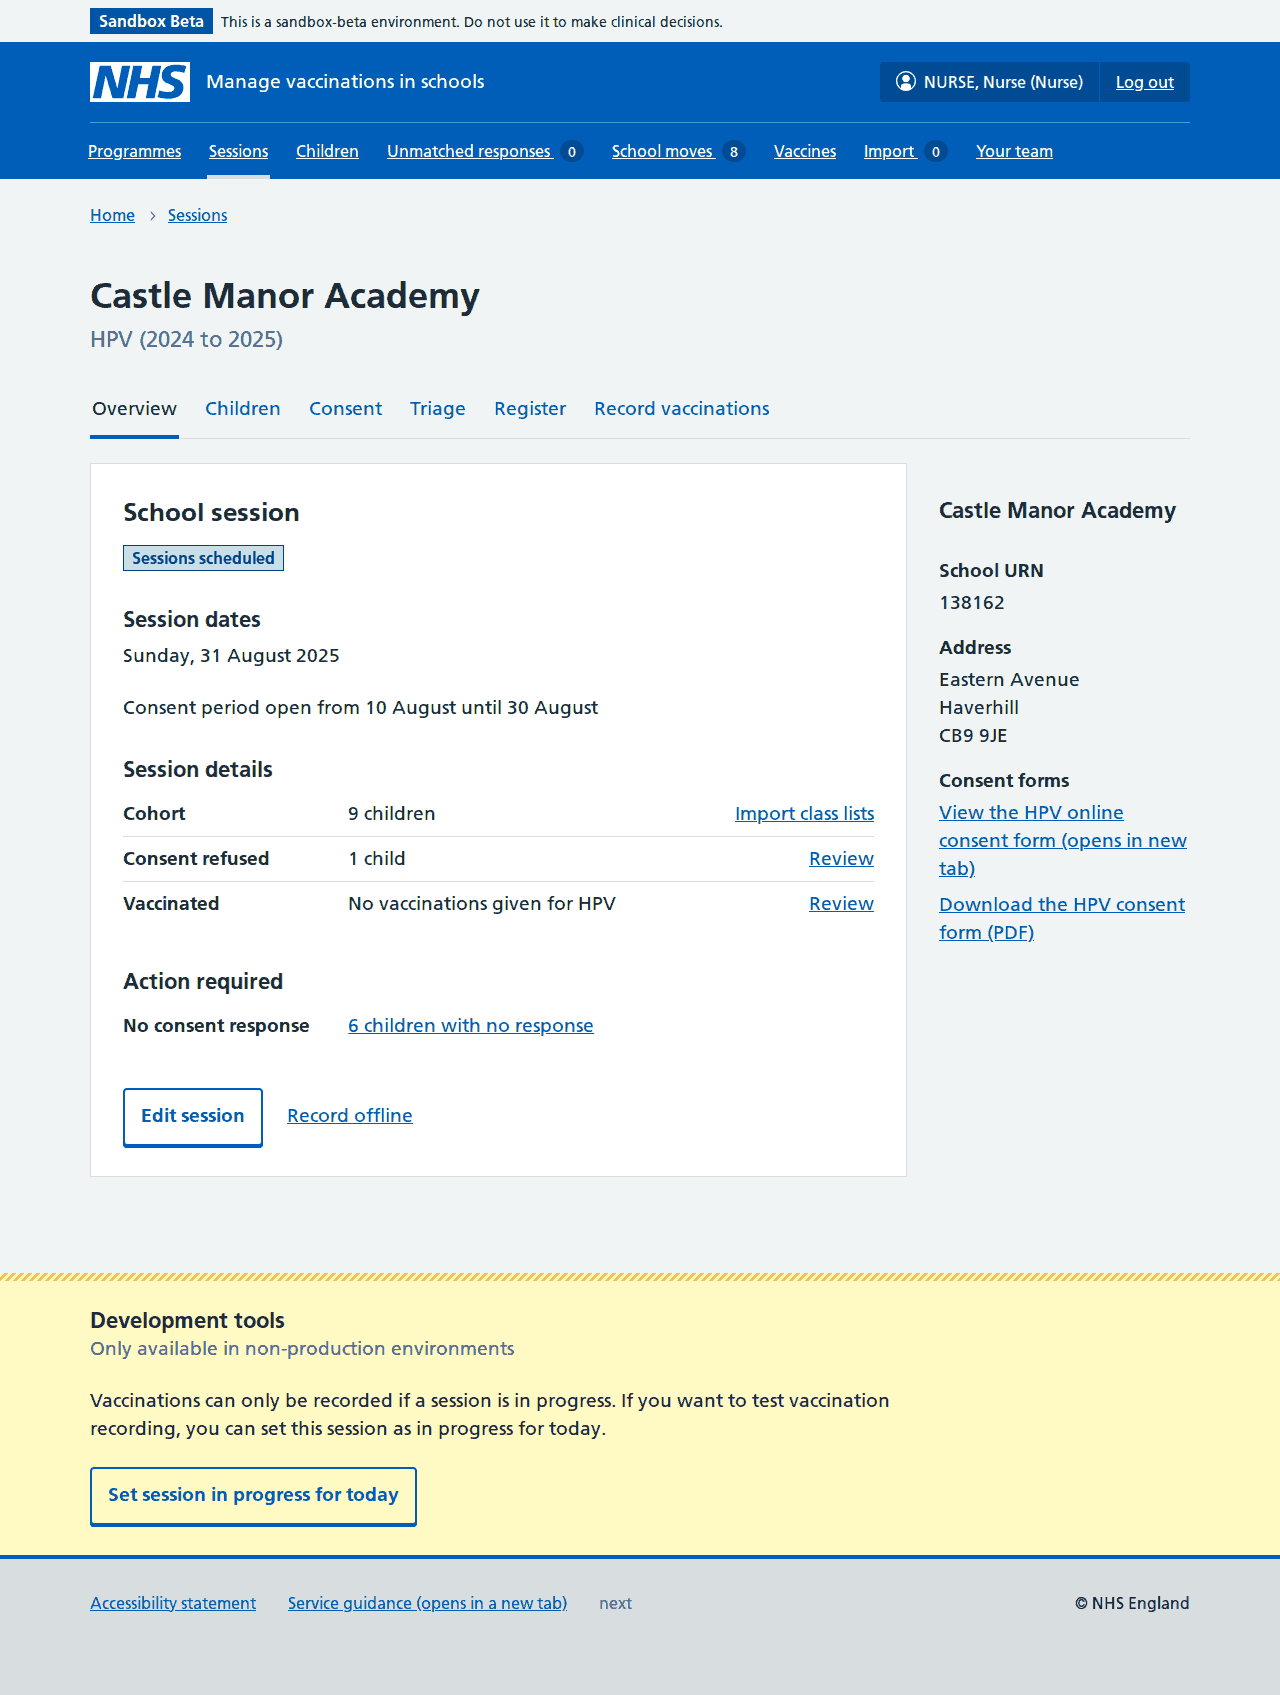 Sandbox Beta This is a sandbox-beta environment. Do not use it to make clinical decisions.
NHS Manage vaccinations in schools NURSE, Nurse (Nurse) Log out
Programmes Sessions Children Unmatched responses 0 School moves 8 Vaccines Import 0 Your team
Home Sessions
Castle Manor Academy
HPV (2024 to 2025)
Overview Children Consent Triage Register Record vaccinations
School session
Sessions scheduled
Session dates
Sunday, 31 August 2025
Consent period open from 10 August until 30 August
Session details
Cohort 9 children Import class lists
Consent refused 1 child Review
Vaccinated No vaccinations given for HPV Review
Action required
No consent response 6 children with no response
Edit session Record offline
Castle Manor Academy
School URN
138162
Address
Eastern Avenue
Haverhill
CB9 9JE
Consent forms
View the HPV online
consent form (opens in new
tab)
Download the HPV consent
form (PDF)
Development tools
Only available in non-production environments
Vaccinations can only be recorded if a session is in progress. If you want to test vaccination
recording, you can set this session as in progress for today.
Set session in progress for today
Accessibility statement Service guidance (opens in a new tab) next © NHS England